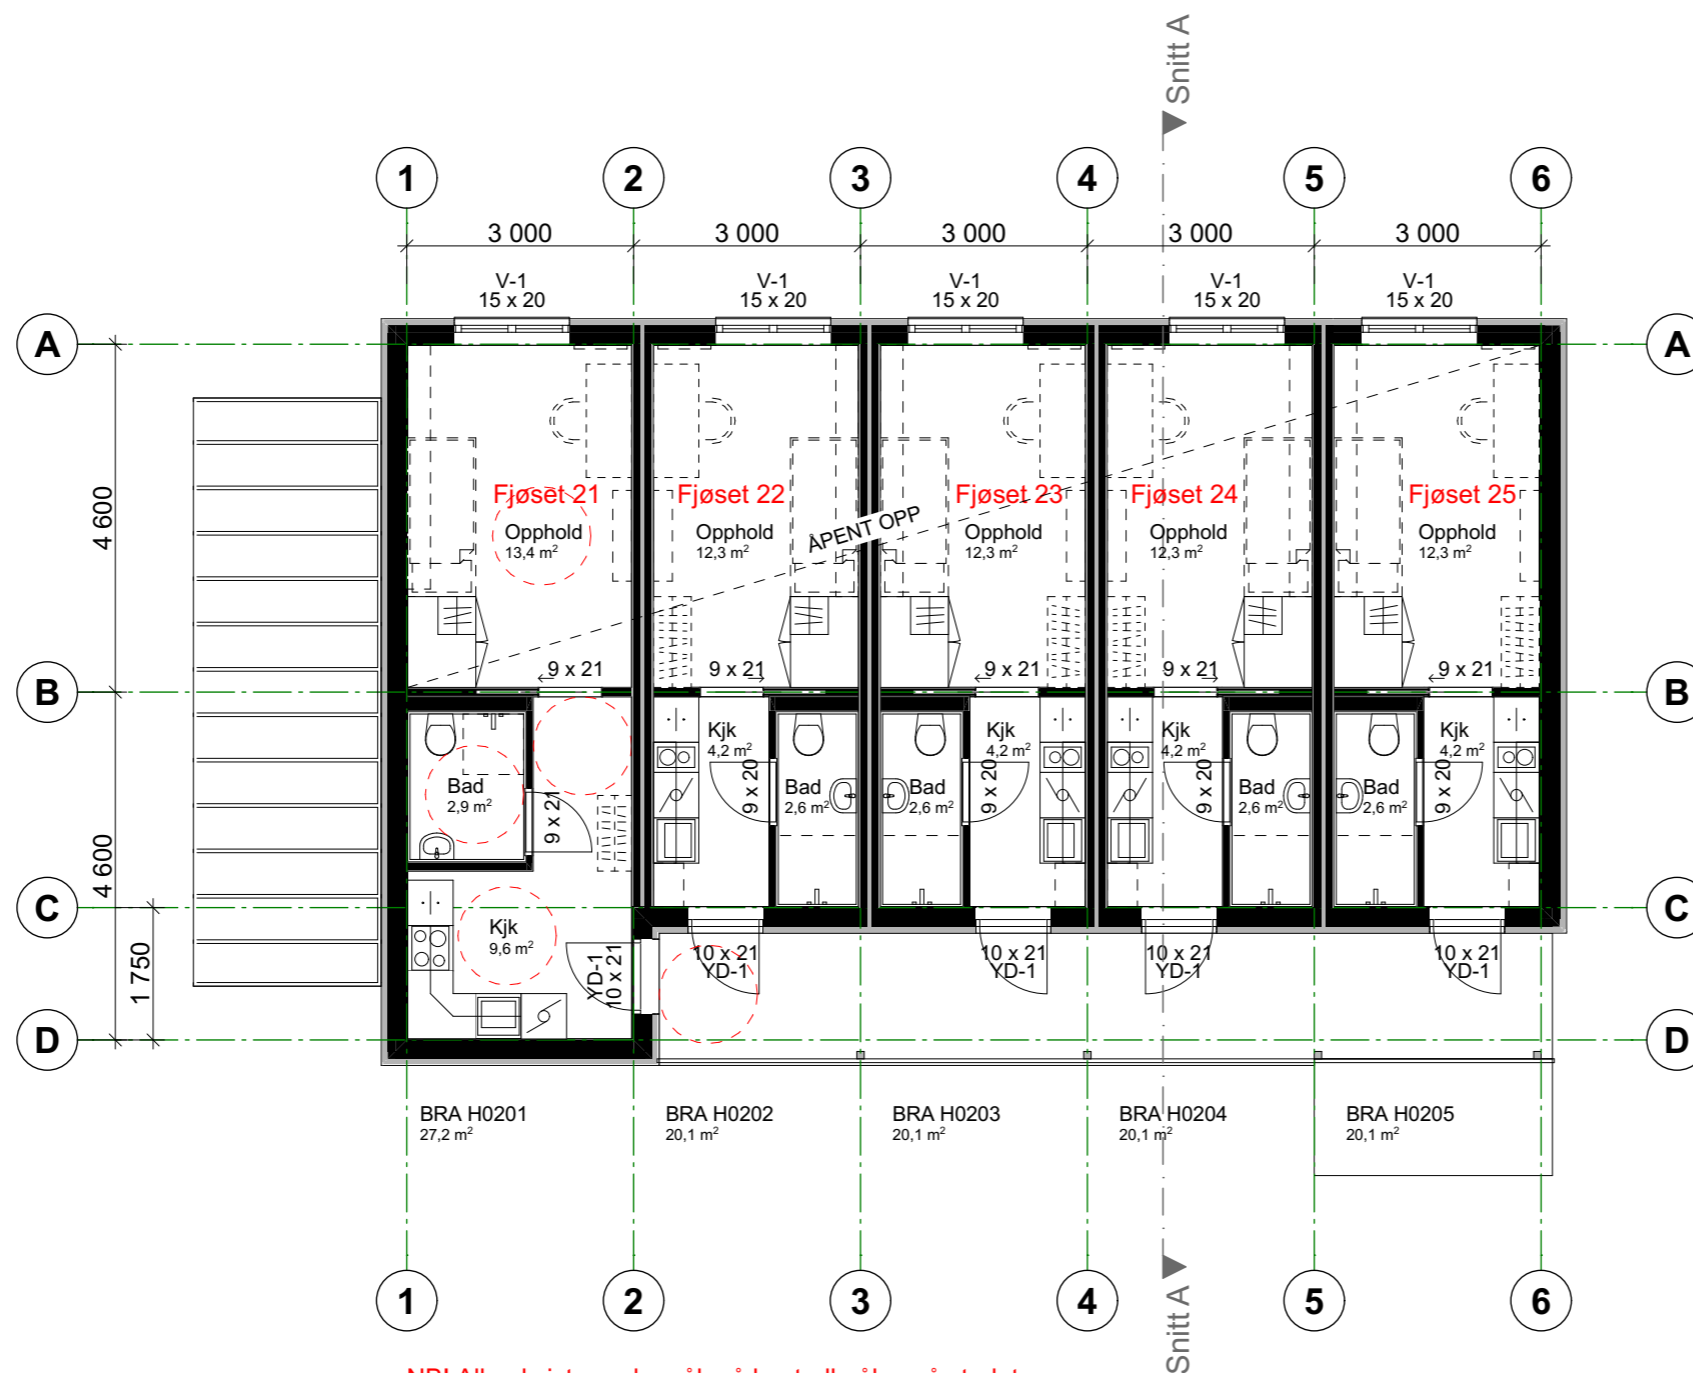 Snitt A
1 2 3 4 5 6
3 000 3 000 3 000 3 000 3 000
V-1 V-1 V-1 V-1 V-1
15 x 20 15 x 20 15 x 20 15 x 20 15 x 20
A A
4 600
Fjøset 21 Fjøset 22 Fjøset 23 Fjøset 24 Fjøset 25
ÅPENT OPP
Opphold Opphold Opphold Opphold Opphold
13,4 m² 12,3 m² 12,3 m² 12,3 m² 12,3 m²
9 x 21 9 x 21 9 x 21 9 x 21 9 x 21
B B
Kjk Kjk Kjk Kjk
4,2 m² 4,2 m² 4,2 m² 4,2 m²
9 x 20 9 x 20 9 x 20 9 x 20
Bad Bad Bad Bad Bad
2,9 m² 2,6 m² 2,6 m² 2,6 m² 2,6 m²
9 x 21
4 600
C C
Kjk
9,6 m²
1 750
YD-1
10 x 21
10 x 21 10 x 21 10 x 21 10 x 21
YD-1 YD-1 YD-1 YD-1
D D
BRA H0201 BRA H0202 BRA H0203 BRA H0204 BRA H0205
27,2 m² 20,1 m² 20,1 m² 20,1 m² 20,1 m²
1 2 3 4 5 6
Snitt A